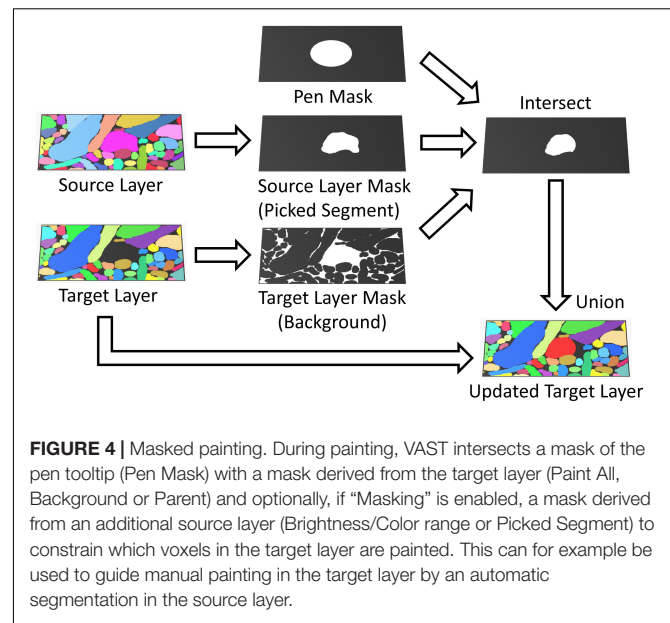 Pen Mask
Intersect
Source Layer
Source Layer Mask
(Picked Segment)
Target Layer
Target Layer Mask
(Background)
Union
Updated Target Layer
FIGURE 4 | Masked painting. During painting, VAST intersects a mask of the
pen tooltip (Pen Mask) with a mask derived from the target layer (Paint All,
Background or Parent) and optionally, if “Masking” is enabled, a mask derived
from an additional source layer (Brightness/Color range or Picked Segment) to
constrain which voxels in the target layer are painted. This can for example be
used to guide manual painting in the target layer by an automatic
segmentation in the source layer.